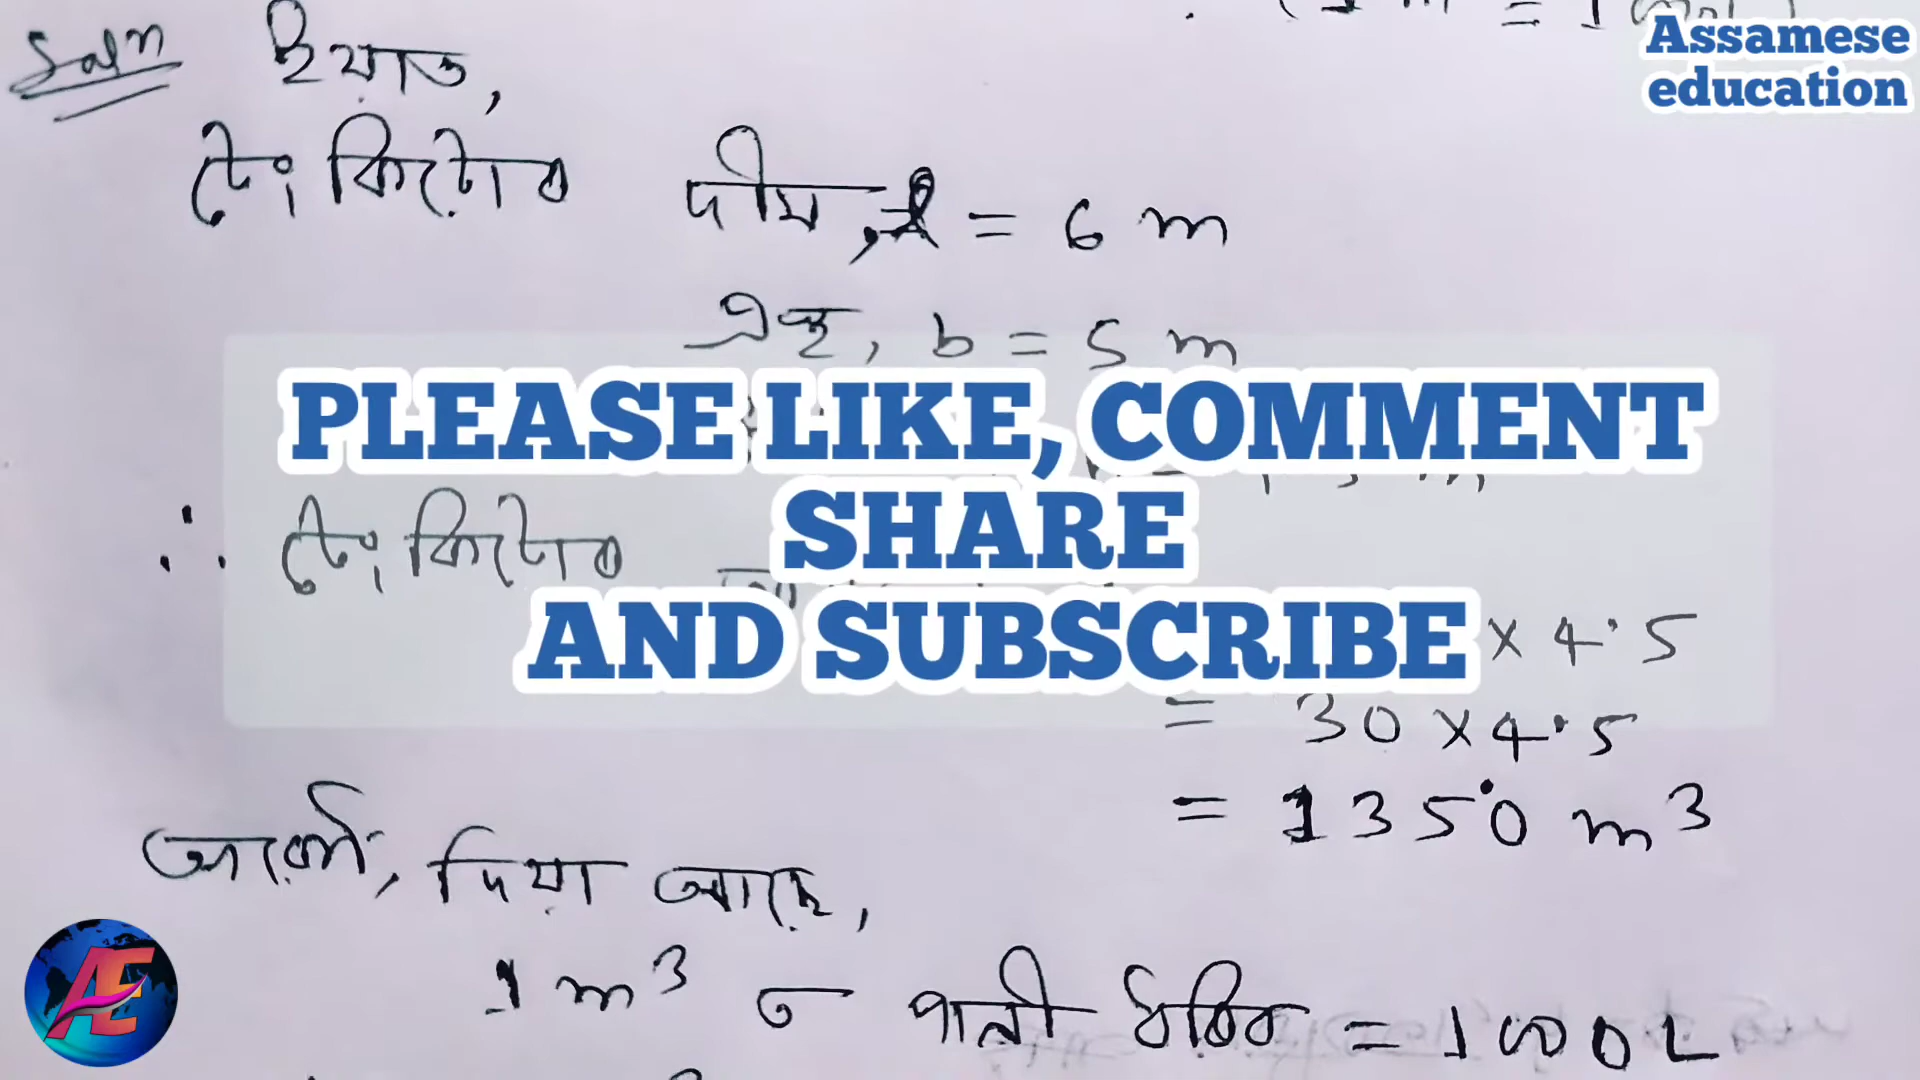 Assamese
education
Solⁿ ইয়াত,
টেংকিটোৰ দীঘ, l = 6 m
প্ৰস্থ, b = 5 m
PLEASE LIKE, COMMENT
SHARE
∴ টেংকিটোৰ
AND SUBSCRIBE
× 4.5
= 30 × 4.5
= 135.0 m³
আকৌ, দিয়া আছে,
1 m³ ত পানী ধৰিব = 1000 L
AE